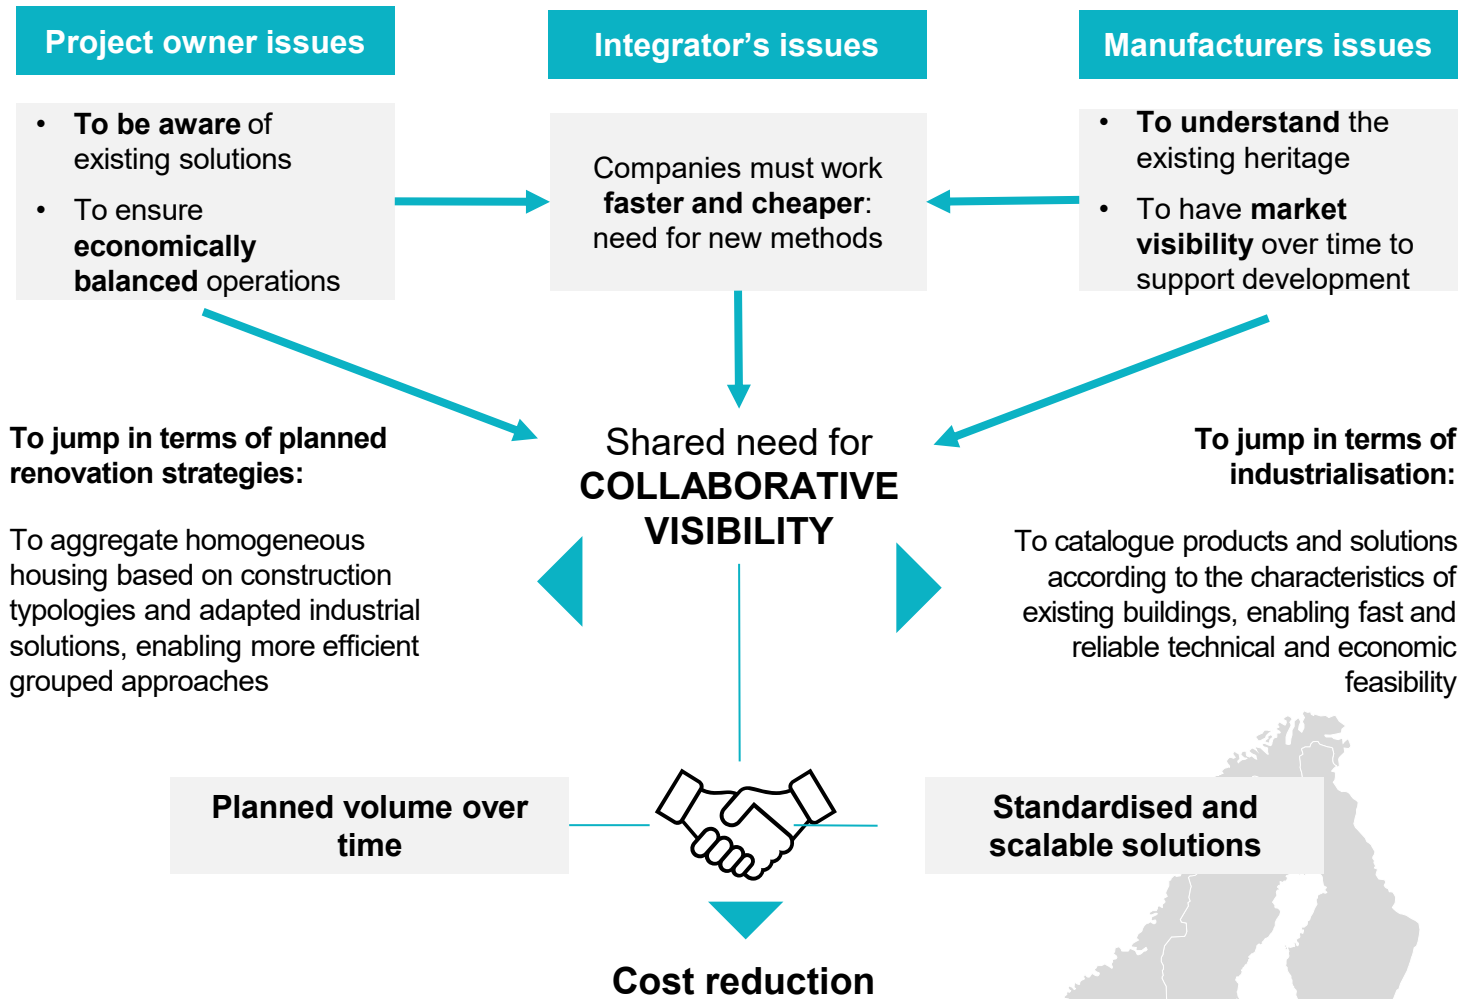 Project owner issues
Integrator’s issues
Manufacturers issues
• To be aware of
existing solutions
• To ensure
economically
balanced operations
Companies must work
faster and cheaper:
need for new methods
• To understand the
existing heritage
• To have market
visibility over time to
support development
To jump in terms of planned
renovation strategies:
To aggregate homogeneous
housing based on construction
typologies and adapted industrial
solutions, enabling more efficient
grouped approaches
Shared need for
COLLABORATIVE
VISIBILITY
To jump in terms of
industrialisation:
To catalogue products and solutions
according to the characteristics of
existing buildings, enabling fast and
reliable technical and economic
feasibility
Planned volume over
time
Standardised and
scalable solutions
Cost reduction